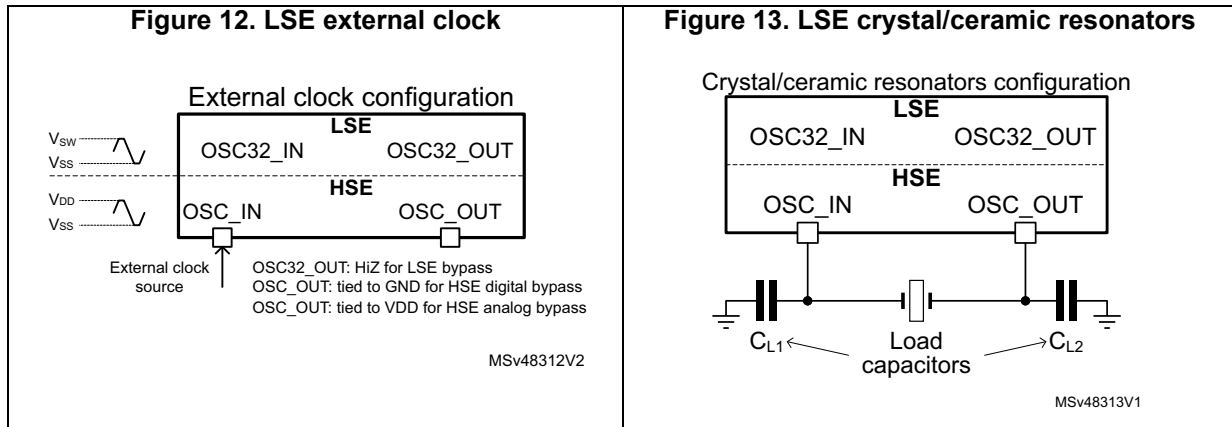 Figure 12. LSE external clock
External clock configuration
LSE
VSW
VSS
OSC32_IN OSC32_OUT
HSE
VDD
VSS
OSC_IN OSC_OUT
External clock
source
OSC32_OUT: HiZ for LSE bypass
OSC_OUT: tied to GND for HSE digital bypass
OSC_OUT: tied to VDD for HSE analog bypass
MSv48312V2
Figure 13. LSE crystal/ceramic resonators
Crystal/ceramic resonators configuration
LSE
OSC32_IN OSC32_OUT
HSE
OSC_IN OSC_OUT
CL1 Load CL2
capacitors
MSv48313V1